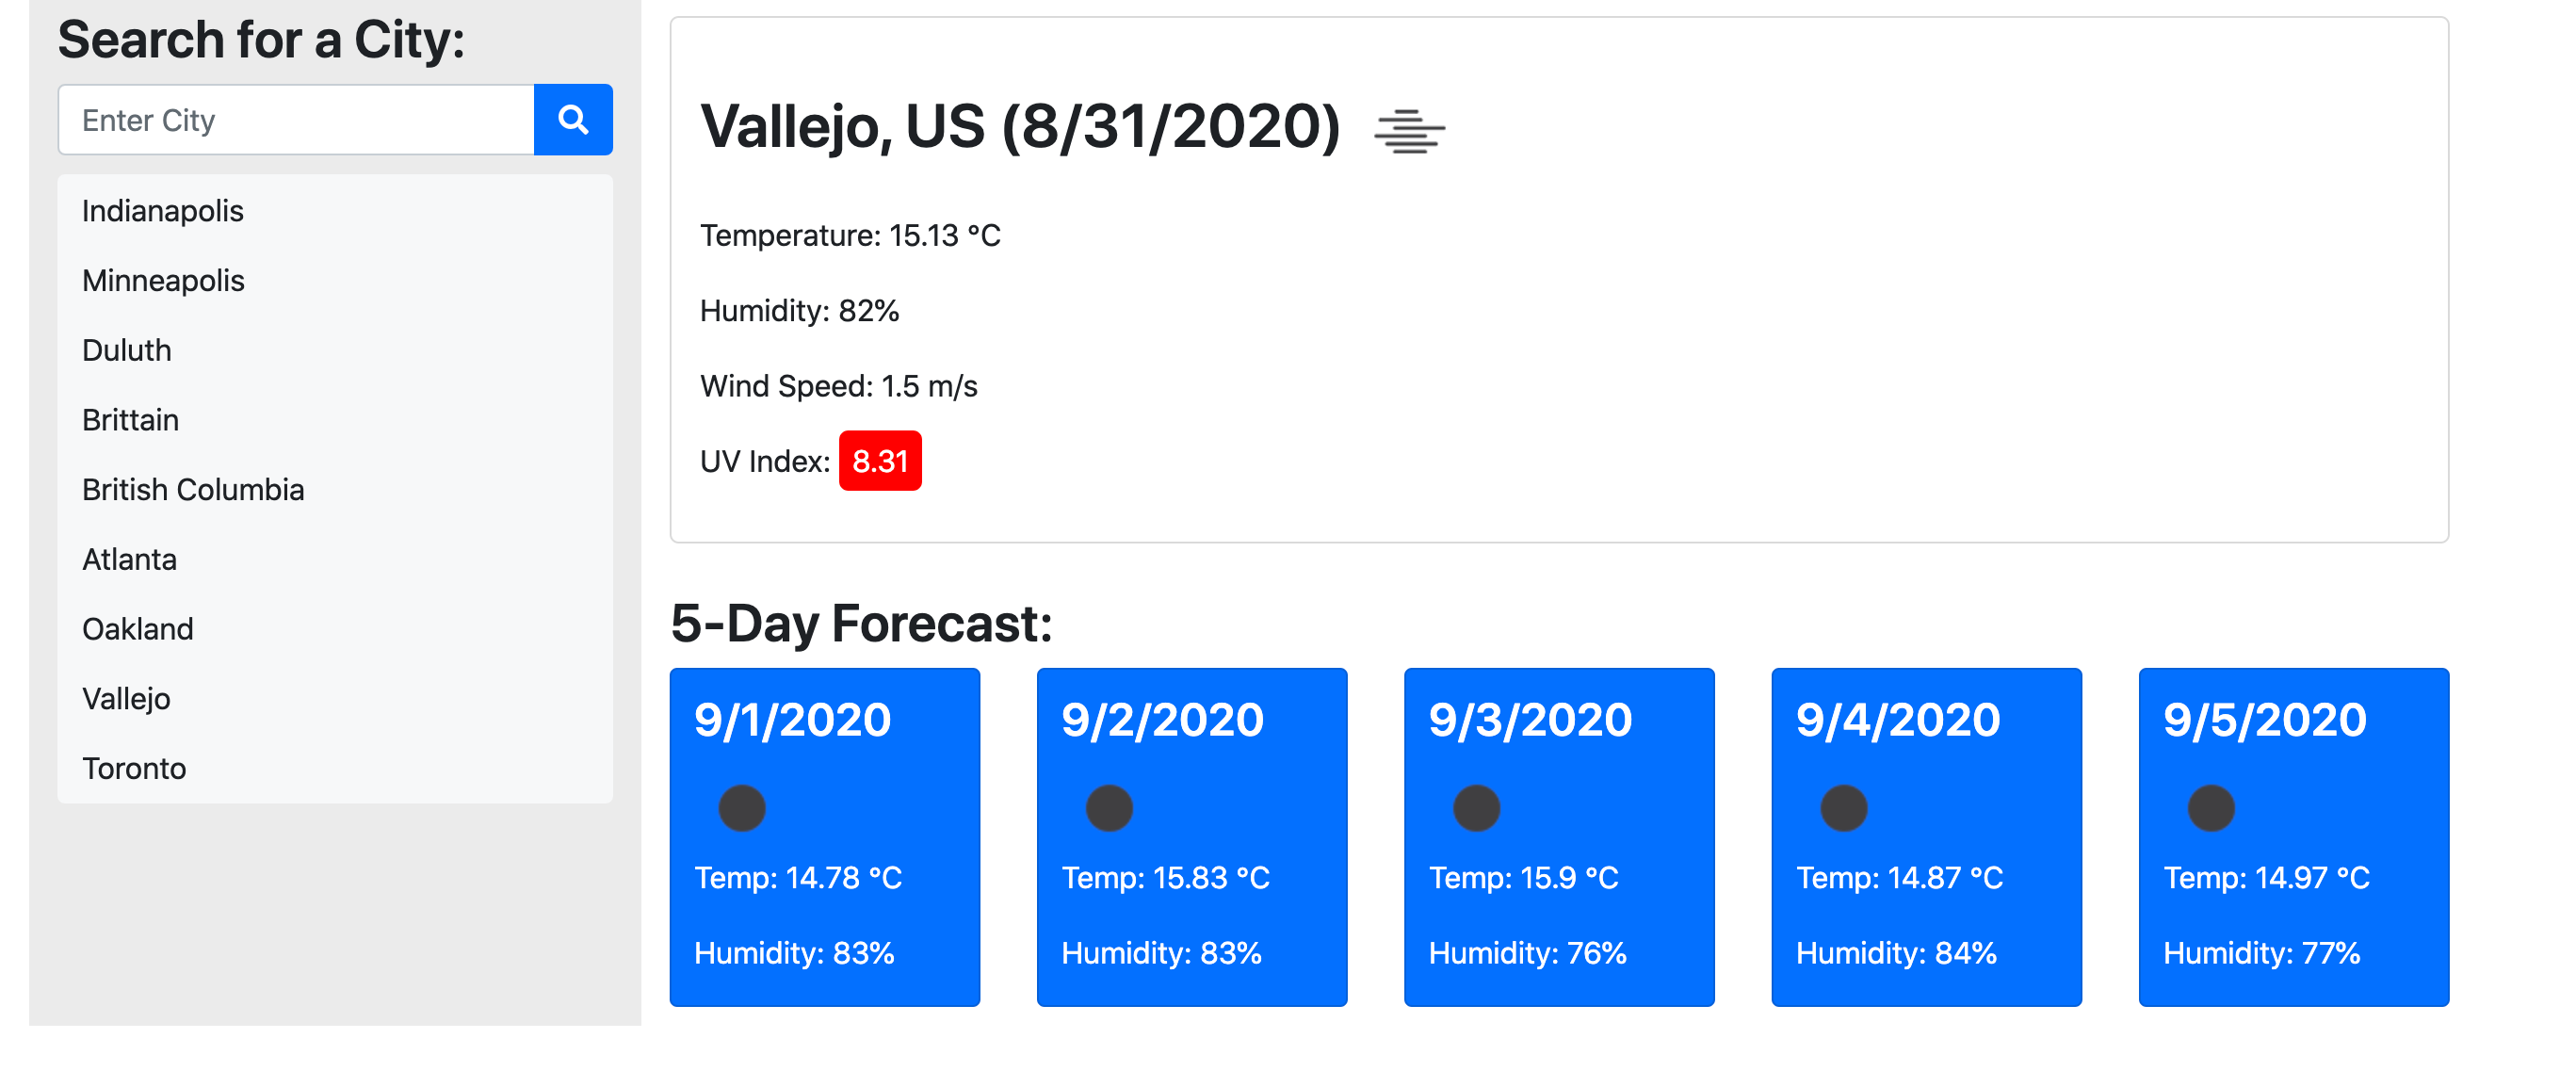 Search for a City:
Enter City
Indianapolis
Minneapolis
Duluth
Brittain
British Columbia
Atlanta
Oakland
Vallejo
Toronto
Vallejo, US (8/31/2020)
Temperature: 15.13 °C
Humidity: 82%
Wind Speed: 1.5 m/s
UV Index: 8.31
5-Day Forecast:
9/1/2020
Temp: 14.78 °C
Humidity: 83%
9/2/2020
Temp: 15.83 °C
Humidity: 83%
9/3/2020
Temp: 15.9 °C
Humidity: 76%
9/4/2020
Temp: 14.87 °C
Humidity: 84%
9/5/2020
Temp: 14.97 °C
Humidity: 77%